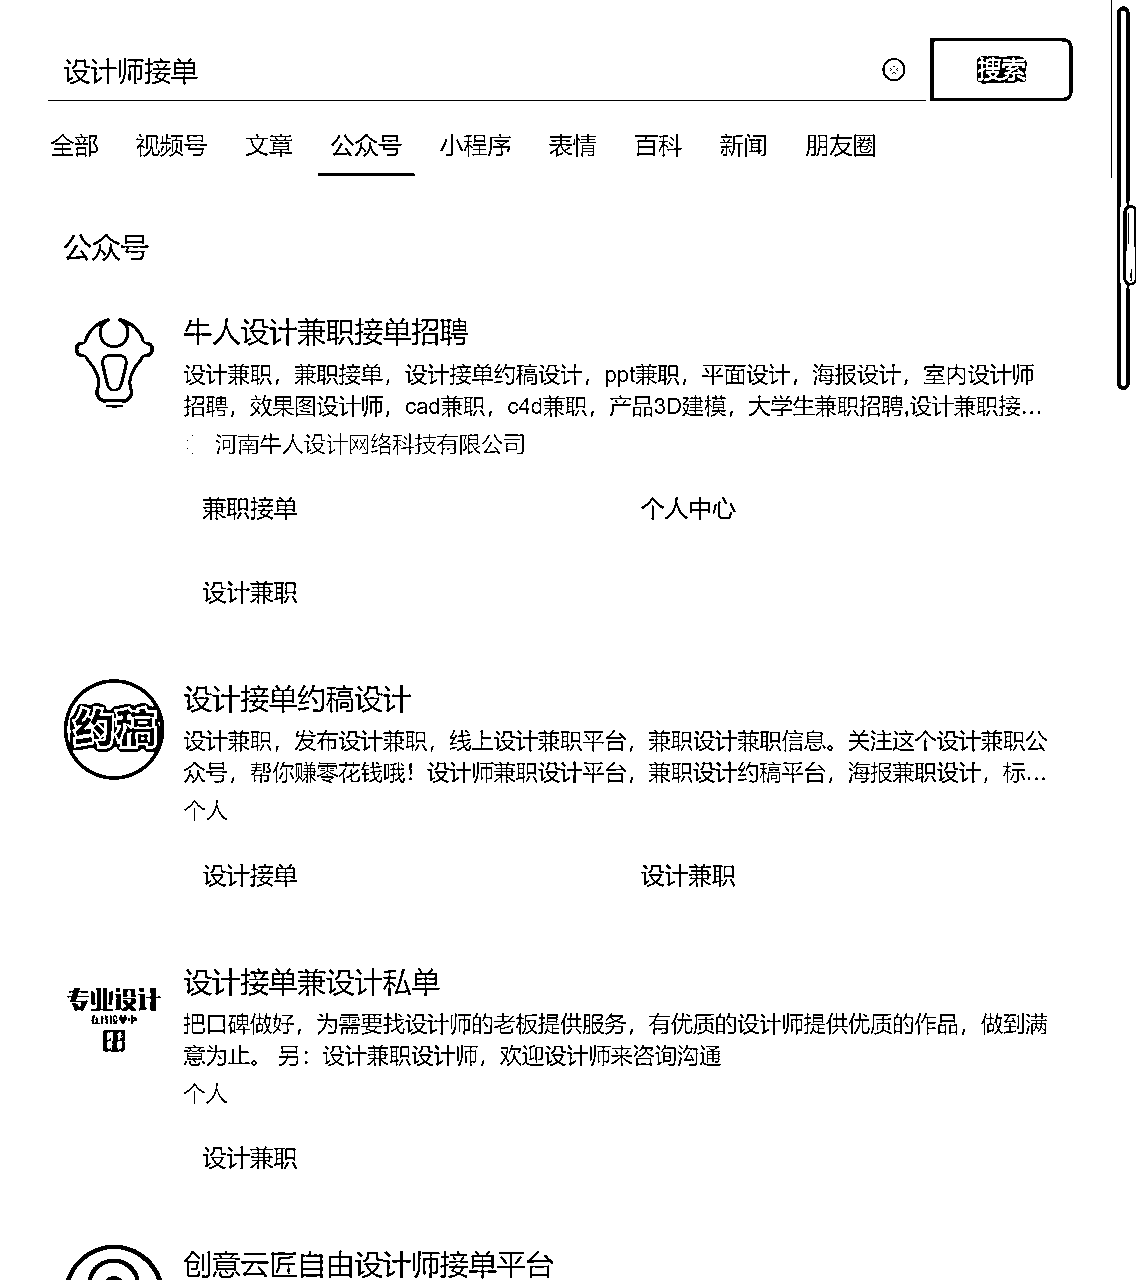 设计师接单
搜索
全部 视频号 文章 公众号 小程序 表情 百科 新闻 朋友圈
公众号
牛人设计兼职接单招聘
设计兼职，兼职接单，设计接单约稿设计，ppt兼职，平面设计，海报设计，室内设计师
招聘，效果图设计师，cad兼职，c4d兼职，产品3D建模，大学生兼职招聘,设计兼职接…
河南牛人设计网络科技有限公司
兼职接单 个人中心
设计兼职
约稿
设计接单约稿设计
设计兼职，发布设计兼职，线上设计兼职平台，兼职设计兼职信息。关注这个设计兼职公
众号，帮你赚零花钱哦！设计师兼职设计平台，兼职设计约稿平台，海报兼职设计，标…
个人
设计接单 设计兼职
专业设计
团
设计接单兼设计私单
把口碑做好，为需要找设计师的老板提供服务，有优质的设计师提供优质的作品，做到满
意为止。 另：设计兼职设计师，欢迎设计师来咨询沟通
个人
设计兼职
创意云匠自由设计师接单平台